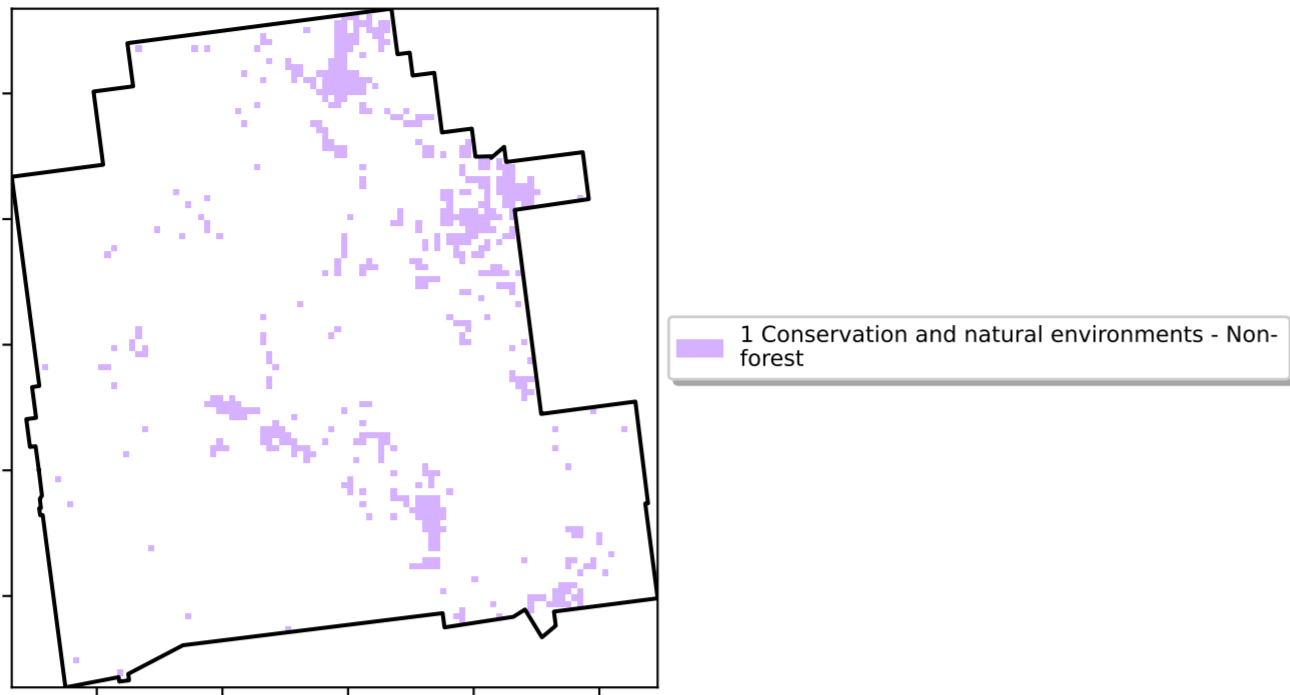 1 Conservation and natural environments - Non-
forest